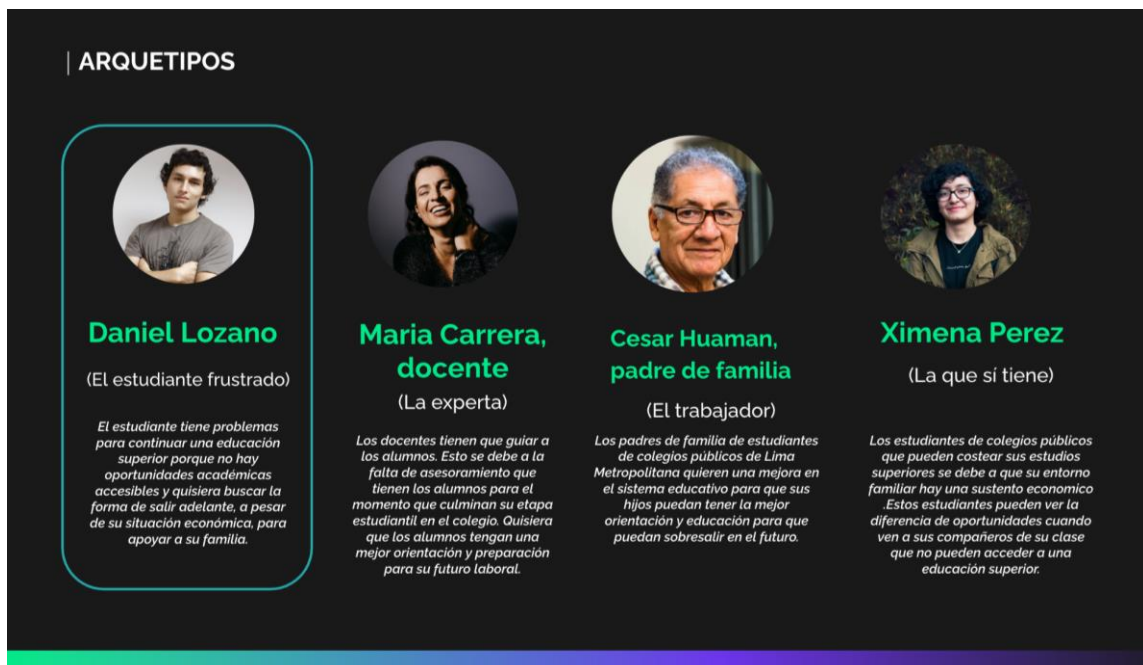 | ARQUETIPOS
Daniel Lozano
(El estudiante frustrado)
El estudiante tiene problemas
para continuar una educación
superior porque no hay
oportunidades académicas
accesibles y quisiera buscar la
forma de salir adelante, a pesar
de su situación económica, para
apoyar a su familia.
Maria Carrera,
docente
(La experta)
Los docentes tienen que guiar a
los alumnos. Esto se debe a la
falta de asesoramiento que
tienen los alumnos para el
momento que culminan su etapa
estudiantil en el colegio. Quisiera
que los alumnos tengan una
mejor orientación y preparación
para su futuro laboral.
Cesar Huaman,
padre de familia
(El trabajador)
Los padres de familia de estudiantes
de colegios públicos de Lima
Metropolitana quieren una mejora en
el sistema educativo para que sus
hijos puedan tener la mejor
orientación y educación para que
puedan sobresalir en el futuro.
Ximena Perez
(La que sí tiene)
Los estudiantes de colegios públicos
que pueden costear sus estudios
superiores se debe a que su entorno
familiar hay una sustento economico
.Estos estudiantes pueden ver la
diferencia de oportunidades cuando
ven a sus compañeros de su clase
que no pueden acceder a una
educación superior.